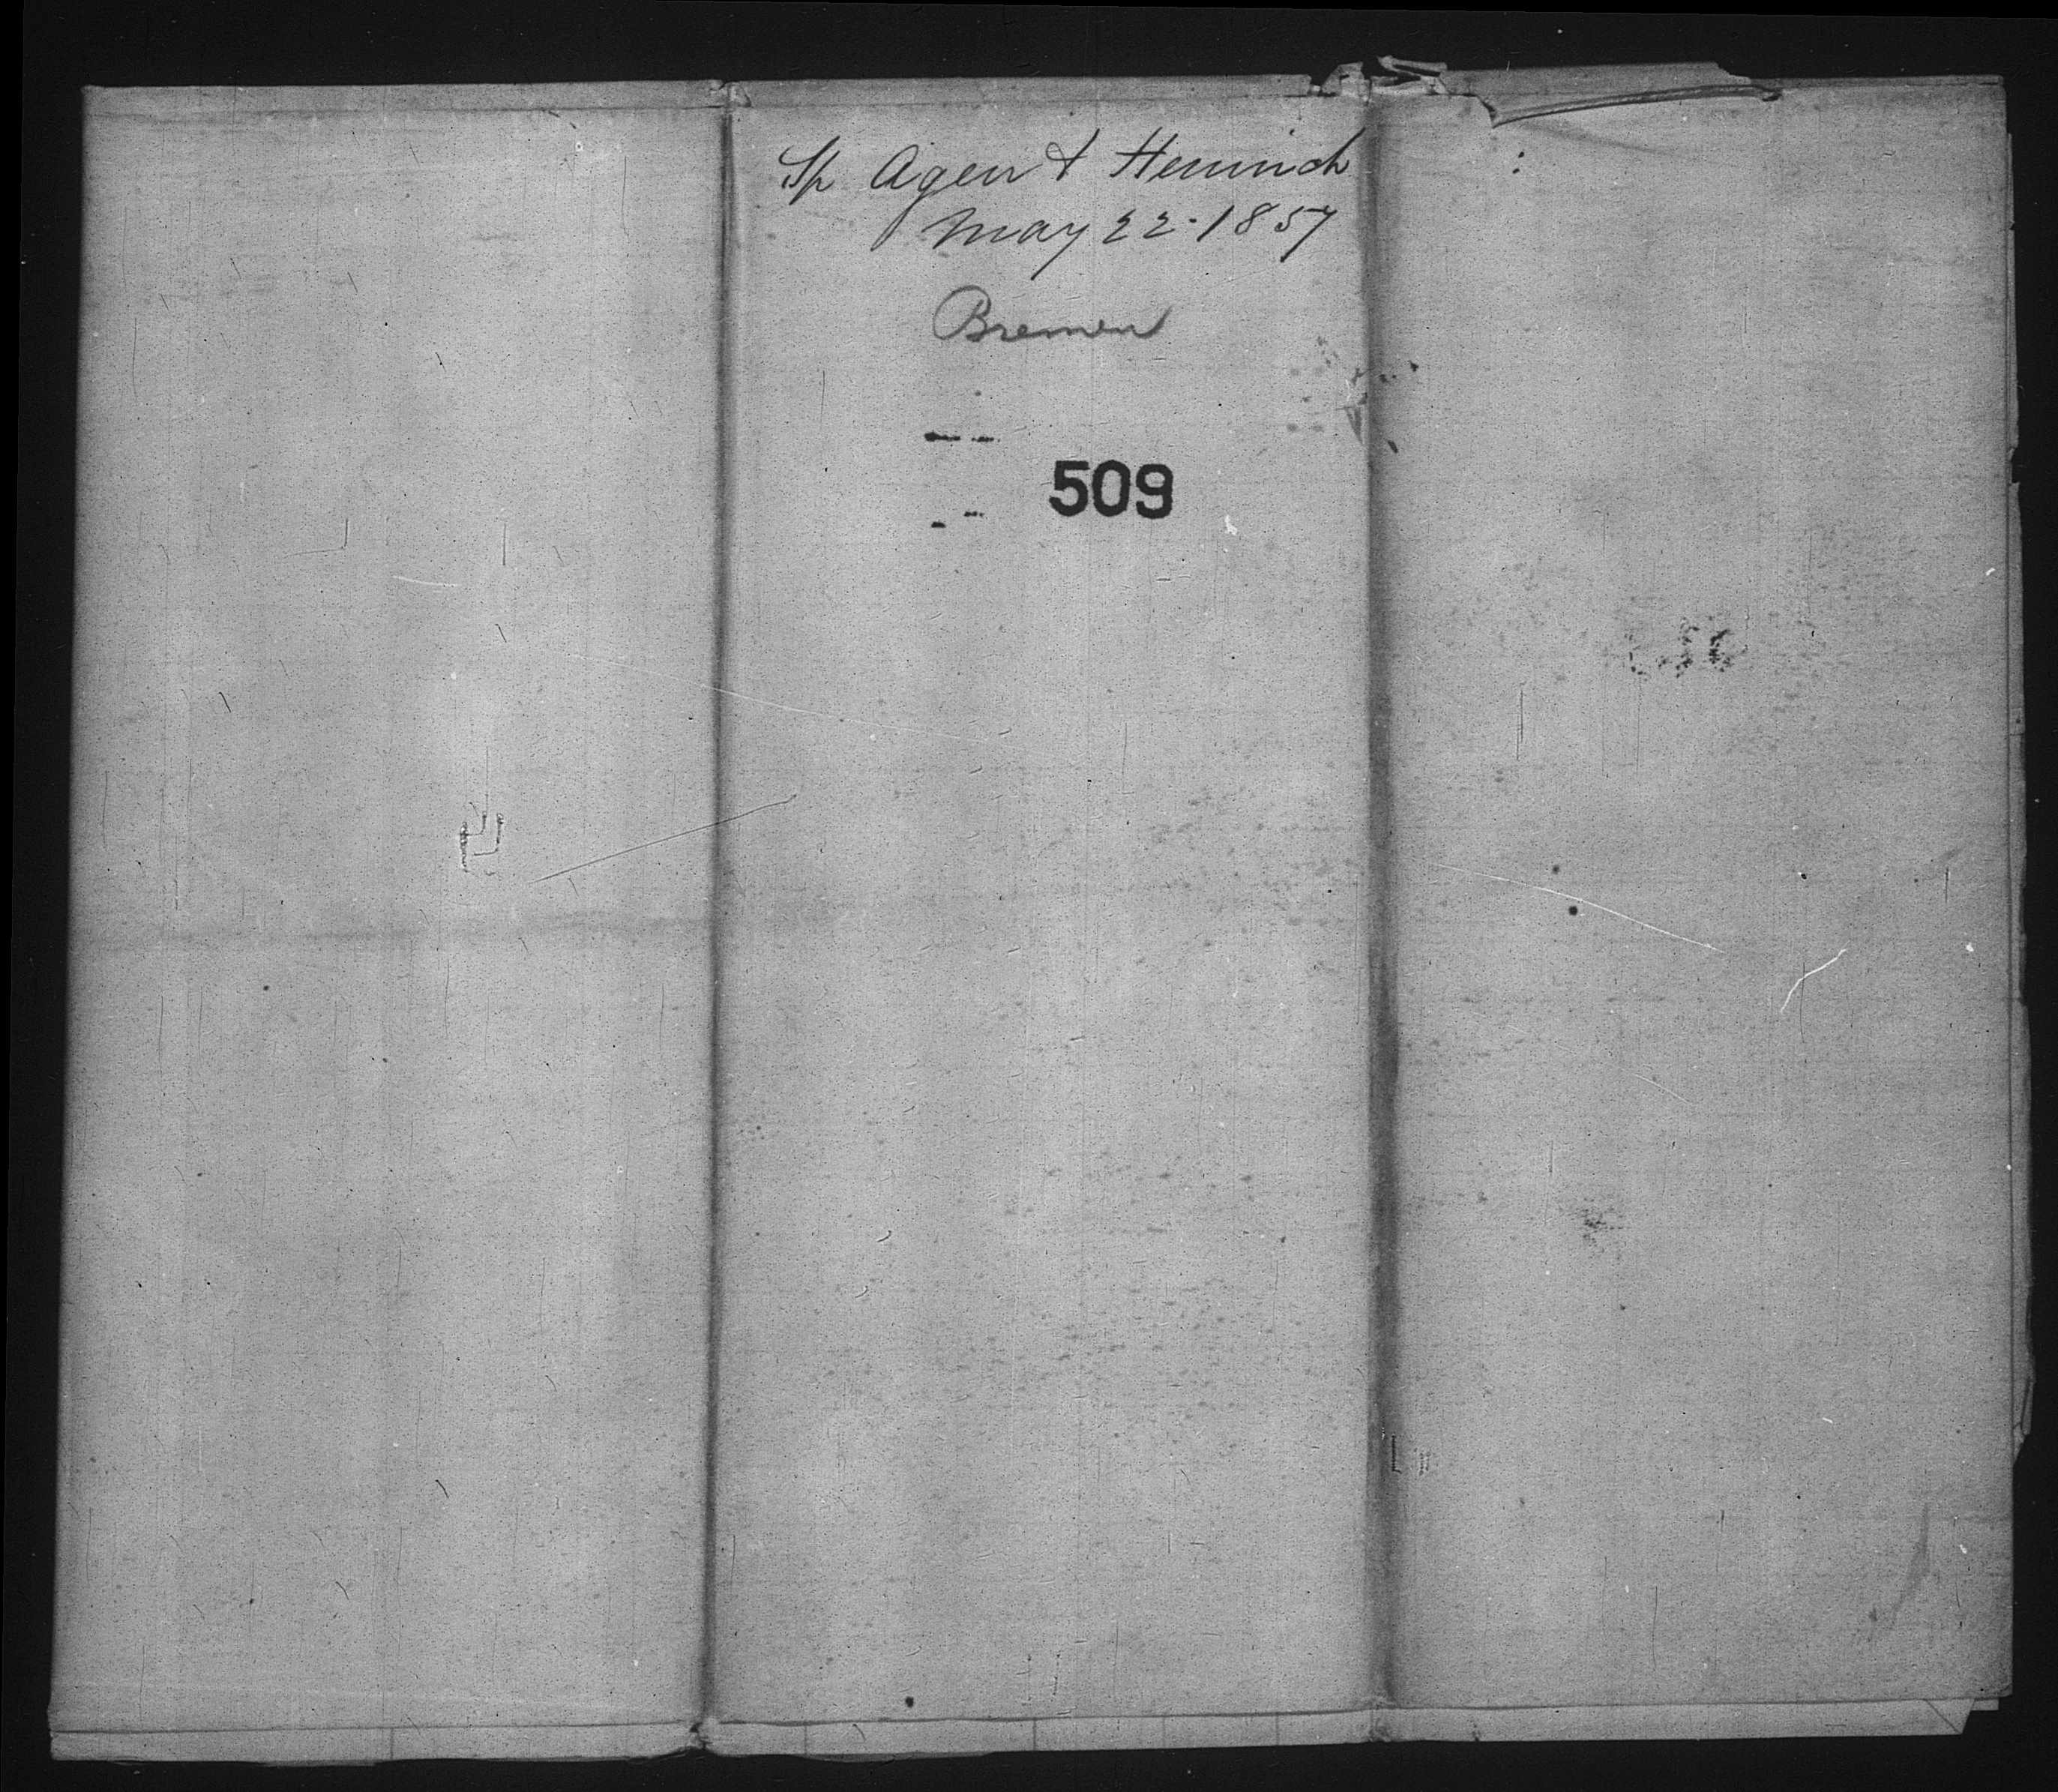 Sp Agen & Heinrich
May 22-1857
Bremen
509